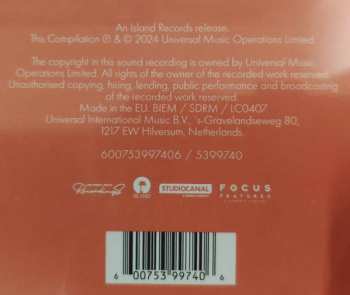 An Island Records release.
This Compilation ℗ & © 2024 Universal Music Operations Limited.
The copyright in this sound recording is owned by Universal Music
Operations Limited. All rights of the owner of the recorded work reserved.
Unauthorised copying, hiring, lending, public performance and broadcasting
of the recorded work reserved.
Made in the EU. BIEM / SDRM / LC0407
Universal International Music B.V., 's-Gravelandseweg 80,
1217 EW Hilversum, Netherlands.
600753997406 / 5399740
Recordings ISLAND STUDIOCANAL FOCUS
FEATURES
6 00753 99740 6